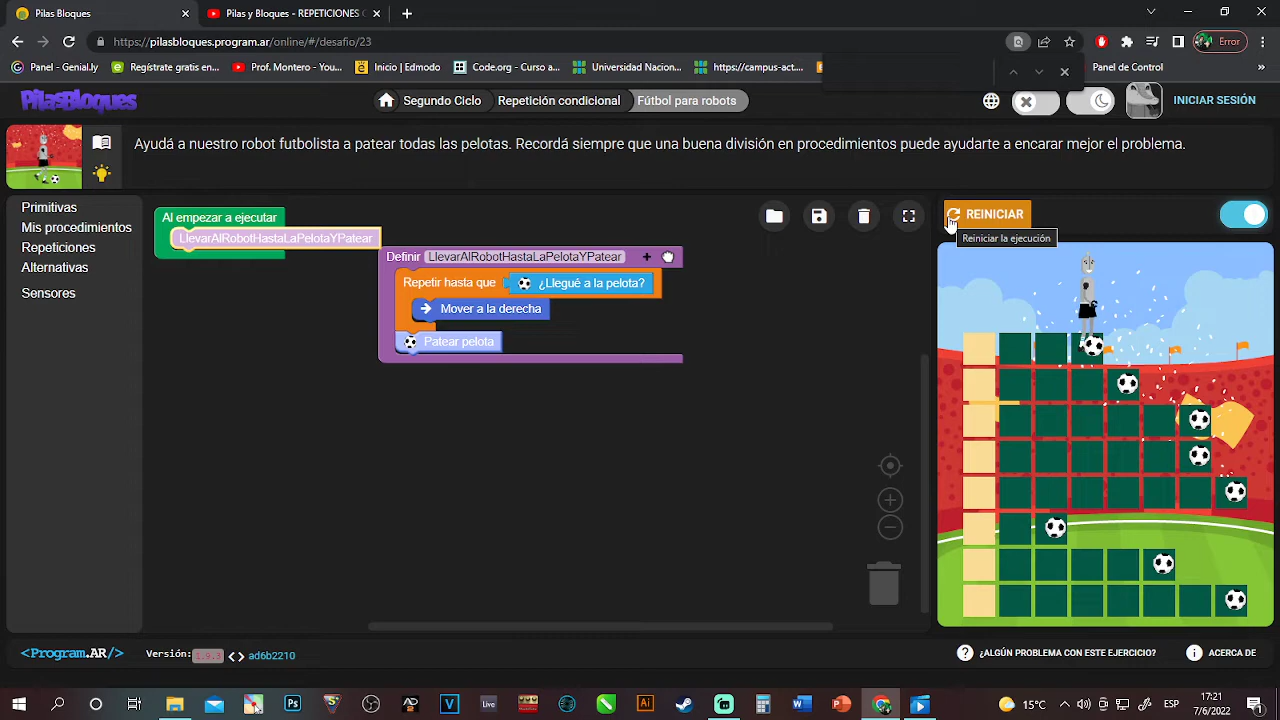 Pilas Bloques
Pilas y Bloques - REPETICIONES
https://pilasbloques.program.ar/online/#/desafio/23
Error
Panel - Genial.ly
Regístrate gratis en...
Prof. Montero - You...
Inicio | Edmodo
Code.org - Curso e...
Universidad Nacion...
https://campus-act...
Panel de Control
»
PilasBloques
Segundo Ciclo
Repetición condicional
Fútbol para robots
INICIAR SESIÓN
Ayudá a nuestro robot futbolista a patear todas las pelotas. Recordá siempre que una buena división en procedimientos puede ayudarte a encarar mejor el problema.
Primitivas
Mis procedimientos
Repeticiones
Alternativas
Sensores
Al empezar a ejecutar
LlevarAlRobotHastaLaPelotaYPatear
Definir LlevarAlRobotHastaLaPelotaYPatear +
Repetir hasta que ¿Llegué a la pelota?
Mover a la derecha
Patear pelota
REINICIAR
Reiniciar la ejecución
<Program.AR/>
Versión: 1.9.3 <> ad6b2210
¿ALGÚN PROBLEMA CON ESTE EJERCICIO?
ACERCA DE
15°C
ESP
17:21
7/6/2022